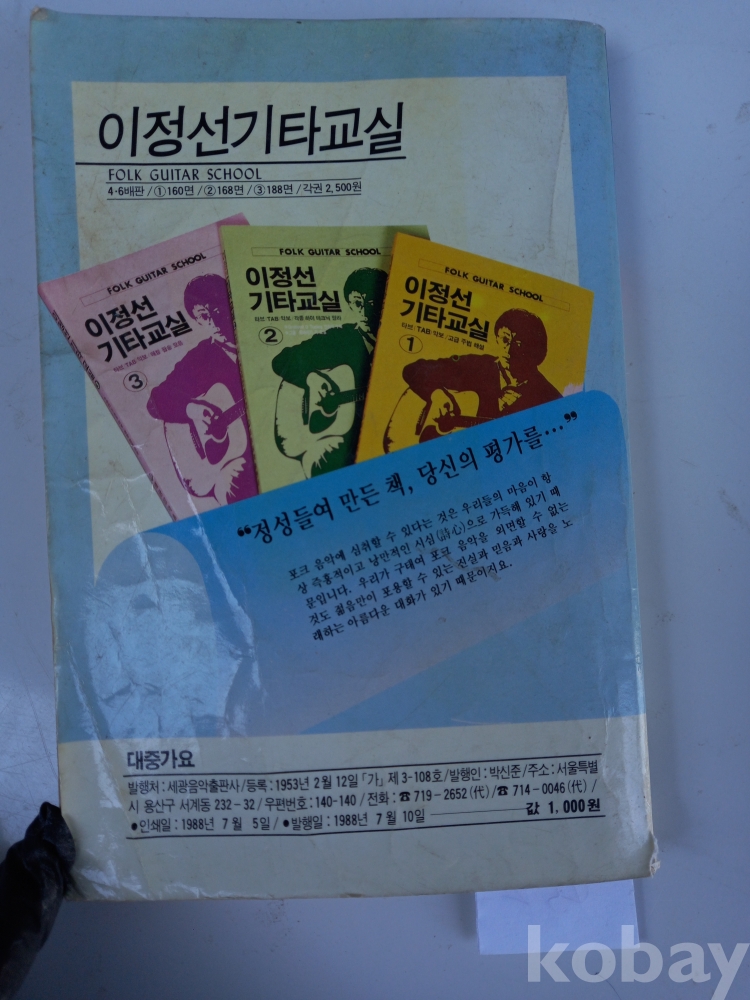 이정선기타교실
FOLK GUITAR SCHOOL
4·6배판/①160면/②168면/③188면/각권 2,500원
FOLK GUITAR SCHOOL
이정선
기타교실
③
FOLK GUITAR SCHOOL
이정선
기타교실
②
FOLK GUITAR SCHOOL
이정선
기타교실
타브/TAB/악보/고급 주법 해설
①
“정성들여 만든 책, 당신의 평가를…”
포크 음악에 심취할 수 있다는 것은 우리들의 마음이 항
상 즉흥적이고 낭만적인 시심(詩心)으로 가득해 있기 때
문입니다. 우리가 구태여 포크 음악을 외면할 수 없는
것도 젊음만이 포용할 수 있는 진실과 믿음과 사랑을 노
래하는 아름다운 대화가 있기 때문이지요.
대중가요
발행처:세광음악출판사/등록:1953년 2월 12일「가」제 3-108호/발행인:박신준/주소:서울특별
시 용산구 서계동 232-32/우편번호:140-140/전화:☎719-2652(代)/☎714-0046(代)/
●인쇄일:1988년 7월 5일/●발행일:1988년 7월 10일 값 1,000원
kobay